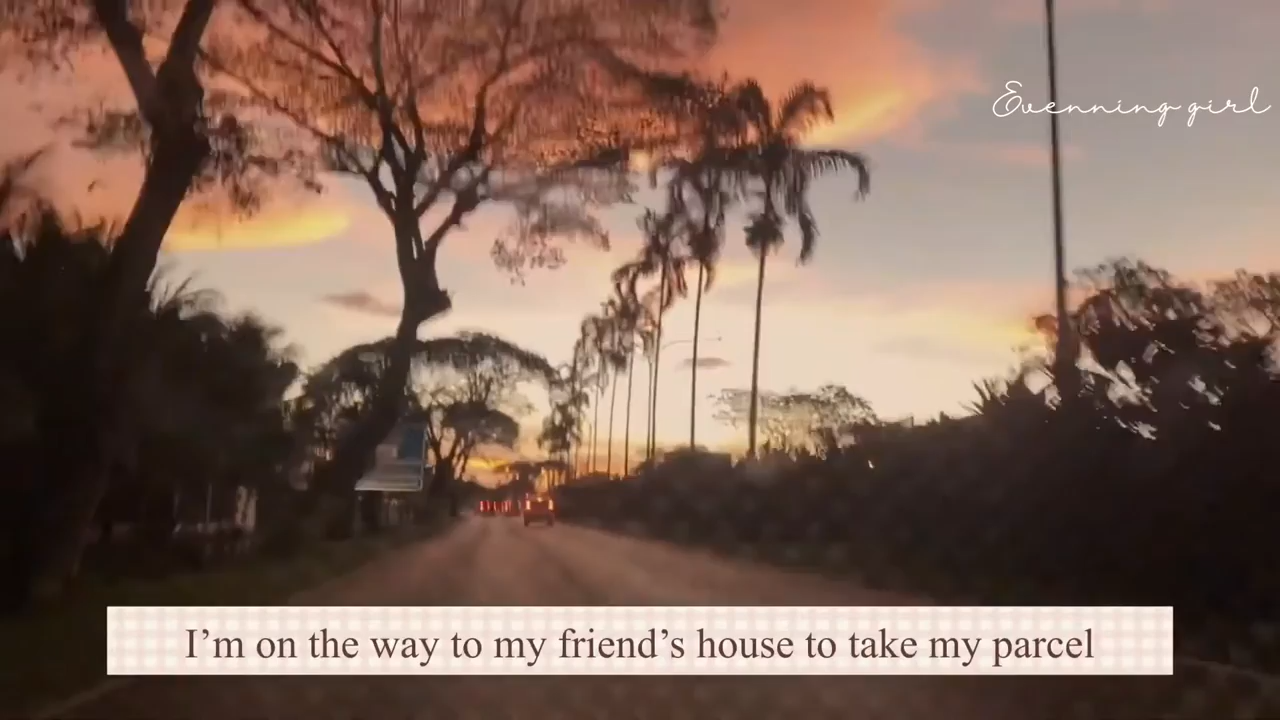 Evenning girl
I’m on the way to my friend’s house to take my parcel